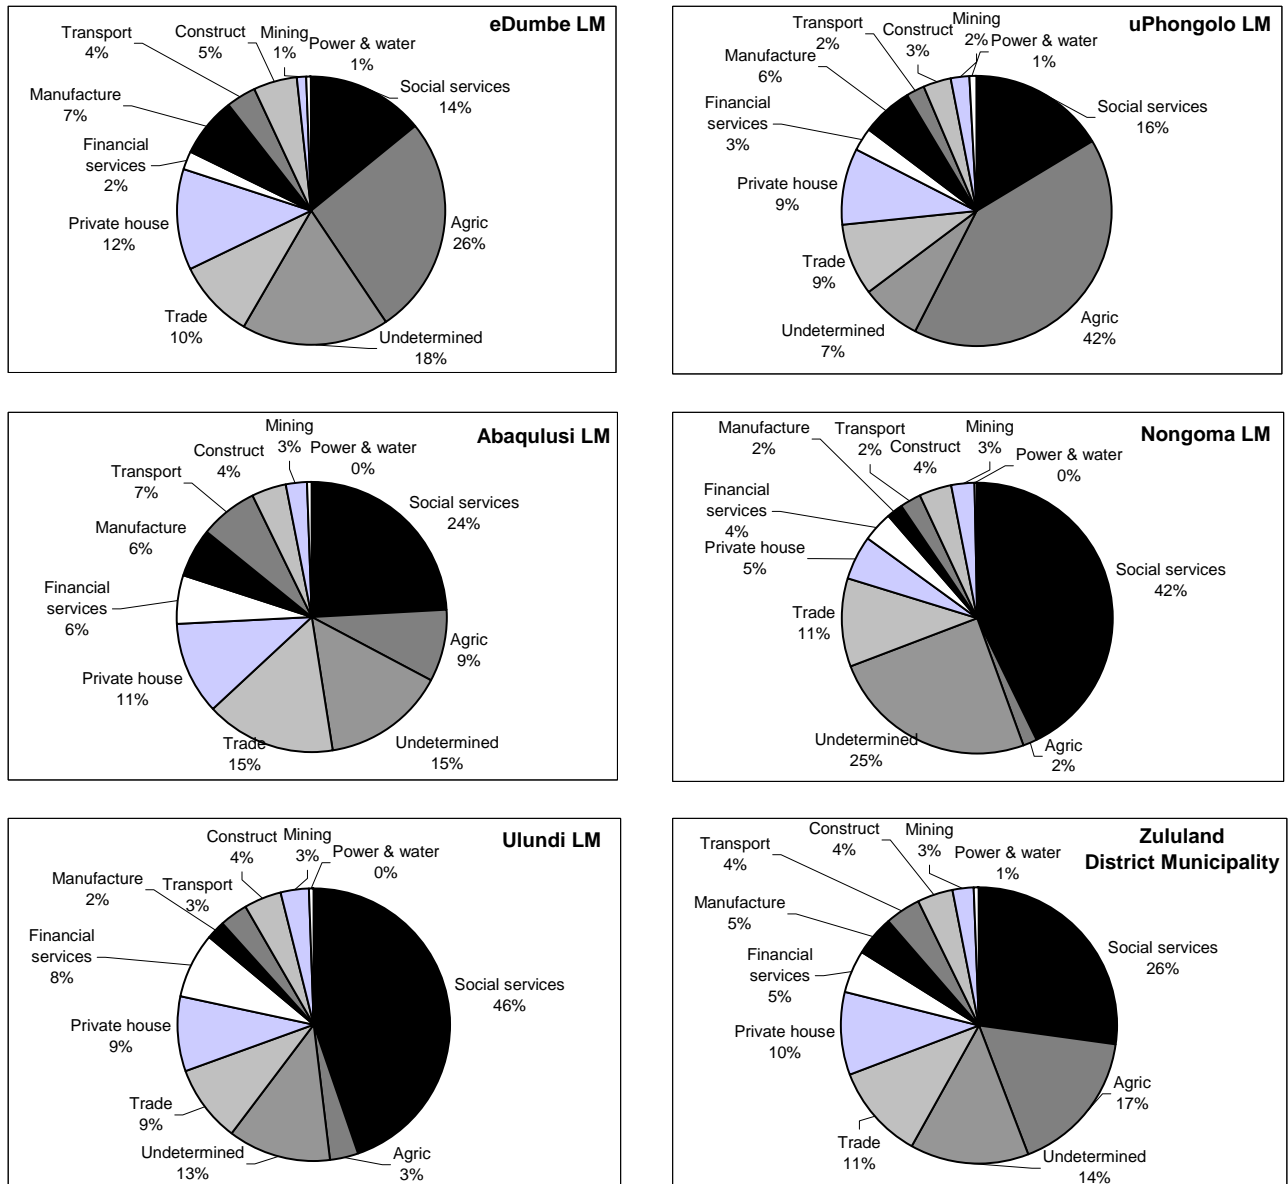 eDumbe LM
Transport
4%
Construct
5%
Mining
1%
Power & water
1%
Social services
14%
Manufacture
7%
Financial
services
2%
Private house
12%
Agric
26%
Trade
10%
Undetermined
18%
uPhongolo LM
Transport
2%
Construct
3%
Mining
2%
Power & water
1%
Manufacture
6%
Social services
16%
Financial
services
3%
Private house
9%
Trade
9%
Undetermined
7%
Agric
42%
Abaqulusi LM
Mining
3%
Power & water
0%
Construct
4%
Transport
7%
Social services
24%
Manufacture
6%
Financial
services
6%
Agric
9%
Private house
11%
Trade
15%
Undetermined
15%
Nongoma LM
Manufacture
2%
Transport
2%
Construct
4%
Mining
3%
Power & water
0%
Financial
services
4%
Private house
5%
Social services
42%
Trade
11%
Undetermined
25%
Agric
2%
Ulundi LM
Construct
4%
Mining
3%
Power & water
0%
Manufacture
2%
Transport
3%
Financial
services
8%
Social services
46%
Private house
9%
Trade
9%
Undetermined
13%
Agric
3%
Zululand
District Municipality
Transport
4%
Construct
4%
Mining
3%
Power & water
1%
Manufacture
5%
Social services
26%
Financial
services
5%
Private house
10%
Agric
17%
Trade
11%
Undetermined
14%